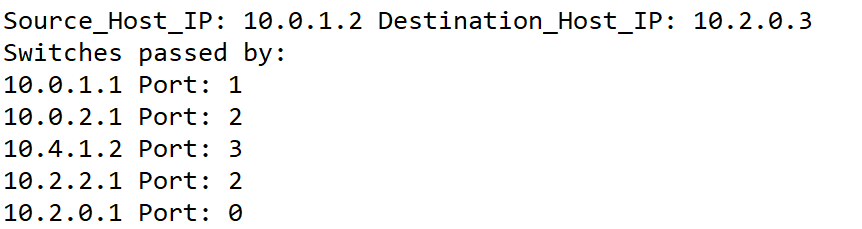 Source_Host_IP: 10.0.1.2 Destination_Host_IP: 10.2.0.3
Switches passed by:
10.0.1.1 Port: 1
10.0.2.1 Port: 2
10.4.1.2 Port: 3
10.2.2.1 Port: 2
10.2.0.1 Port: 0